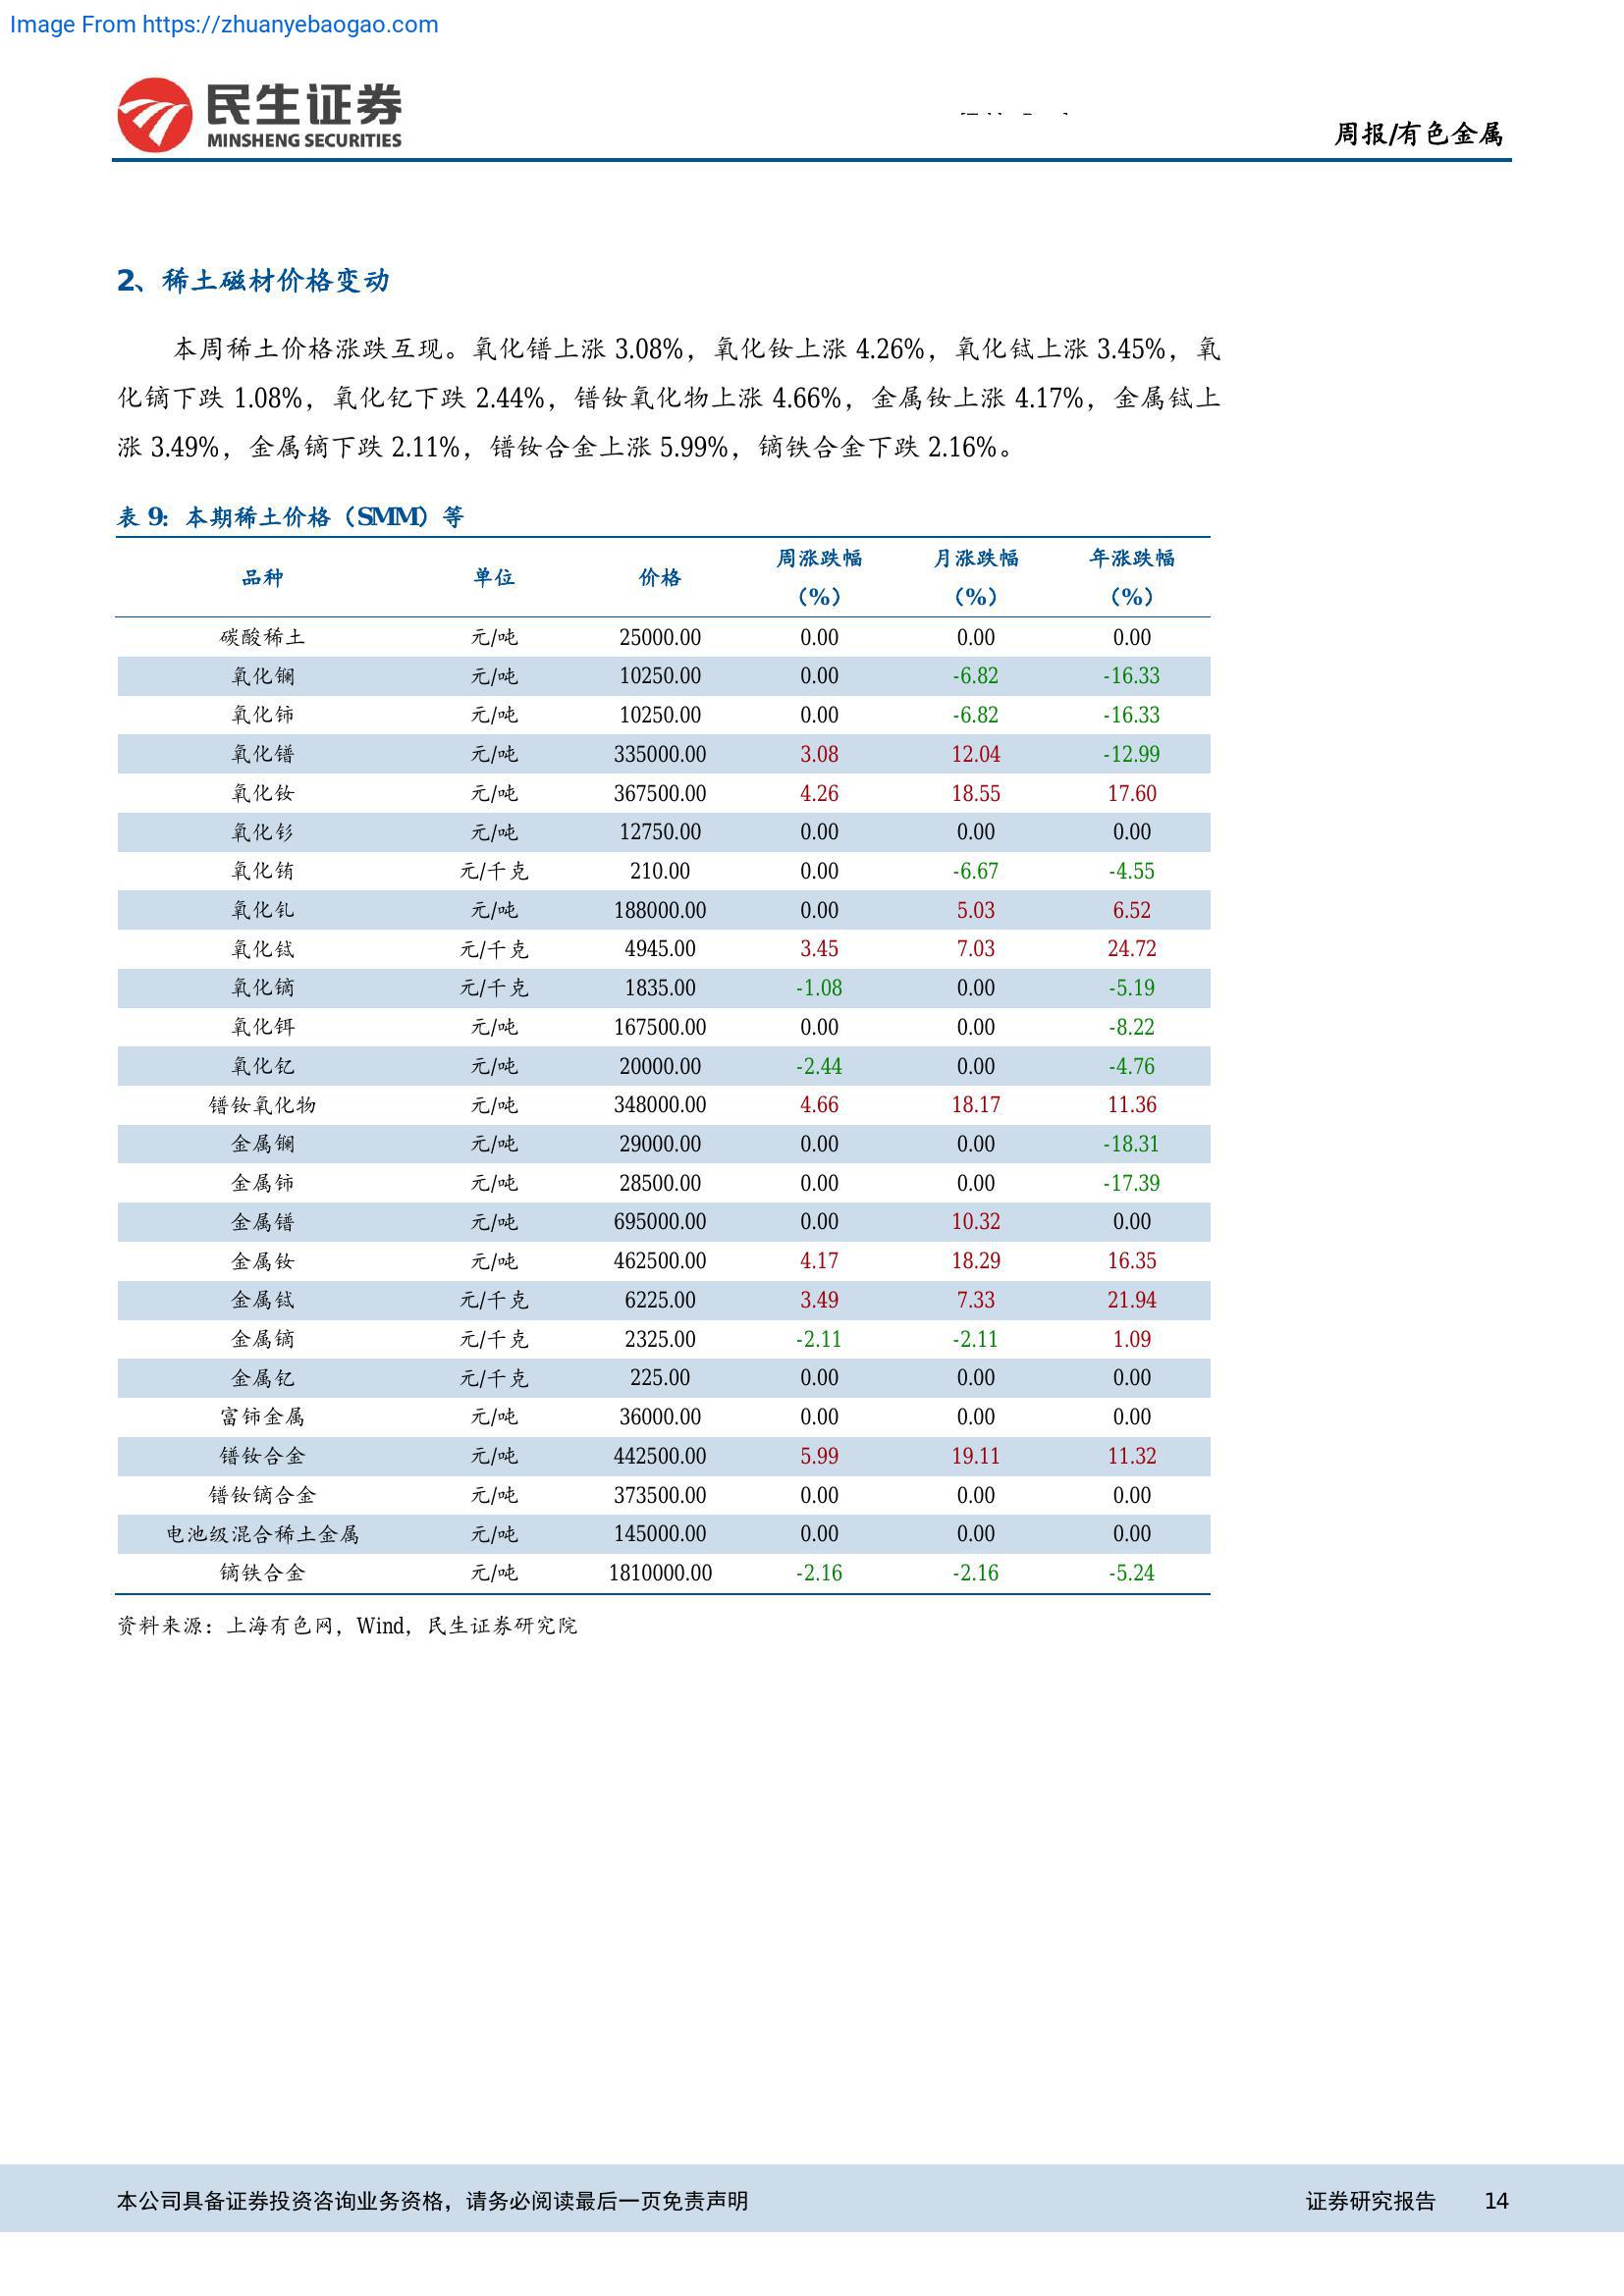 Image From https://zhuanyebaogao.com
民生证券
MINSHENG SECURITIES
周报/有色金属
2、稀土磁材价格变动
本周稀土价格涨跌互现。氧化镨上涨 3.08%，氧化钕上涨 4.26%，氧化铽上涨 3.45%，氧
化镝下跌 1.08%，氧化钇下跌 2.44%，镨钕氧化物上涨 4.66%，金属钕上涨 4.17%，金属铽上
涨 3.49%，金属镝下跌 2.11%，镨钕合金上涨 5.99%，镝铁合金下跌 2.16%。
表 9：本期稀土价格（SMM）等
品种 单位 价格 周涨跌幅（%） 月涨跌幅（%） 年涨跌幅（%）
碳酸稀土 元/吨 25000.00 0.00 0.00 0.00
氧化镧 元/吨 10250.00 0.00 -6.82 -16.33
氧化铈 元/吨 10250.00 0.00 -6.82 -16.33
氧化镨 元/吨 335000.00 3.08 12.04 -12.99
氧化钕 元/吨 367500.00 4.26 18.55 17.60
氧化钐 元/吨 12750.00 0.00 0.00 0.00
氧化铕 元/千克 210.00 0.00 -6.67 -4.55
氧化钆 元/吨 188000.00 0.00 5.03 6.52
氧化铽 元/千克 4945.00 3.45 7.03 24.72
氧化镝 元/千克 1835.00 -1.08 0.00 -5.19
氧化铒 元/吨 167500.00 0.00 0.00 -8.22
氧化钇 元/吨 20000.00 -2.44 0.00 -4.76
镨钕氧化物 元/吨 348000.00 4.66 18.17 11.36
金属镧 元/吨 29000.00 0.00 0.00 -18.31
金属铈 元/吨 28500.00 0.00 0.00 -17.39
金属镨 元/吨 695000.00 0.00 10.32 0.00
金属钕 元/吨 462500.00 4.17 18.29 16.35
金属铽 元/千克 6225.00 3.49 7.33 21.94
金属镝 元/千克 2325.00 -2.11 -2.11 1.09
金属钇 元/千克 225.00 0.00 0.00 0.00
富铈金属 元/吨 36000.00 0.00 0.00 0.00
镨钕合金 元/吨 442500.00 5.99 19.11 11.32
镨钕镝合金 元/吨 373500.00 0.00 0.00 0.00
电池级混合稀土金属 元/吨 145000.00 0.00 0.00 0.00
镝铁合金 元/吨 1810000.00 -2.16 -2.16 -5.24
资料来源：上海有色网，Wind，民生证券研究院
本公司具备证券投资咨询业务资格，请务必阅读最后一页免责声明 证券研究报告 14